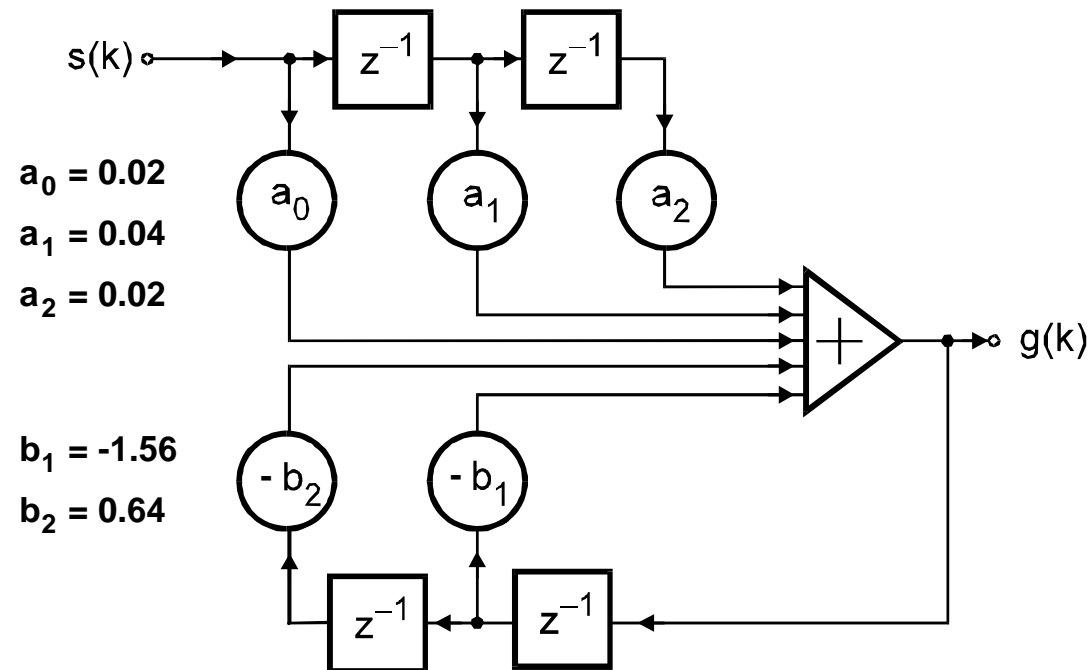 s(k)
z⁻¹
z⁻¹
a₀ = 0.02
a₁ = 0.04
a₂ = 0.02
a₀
a₁
a₂
+
g(k)
b₁ = -1.56
b₂ = 0.64
- b₂
- b₁
z⁻¹
z⁻¹